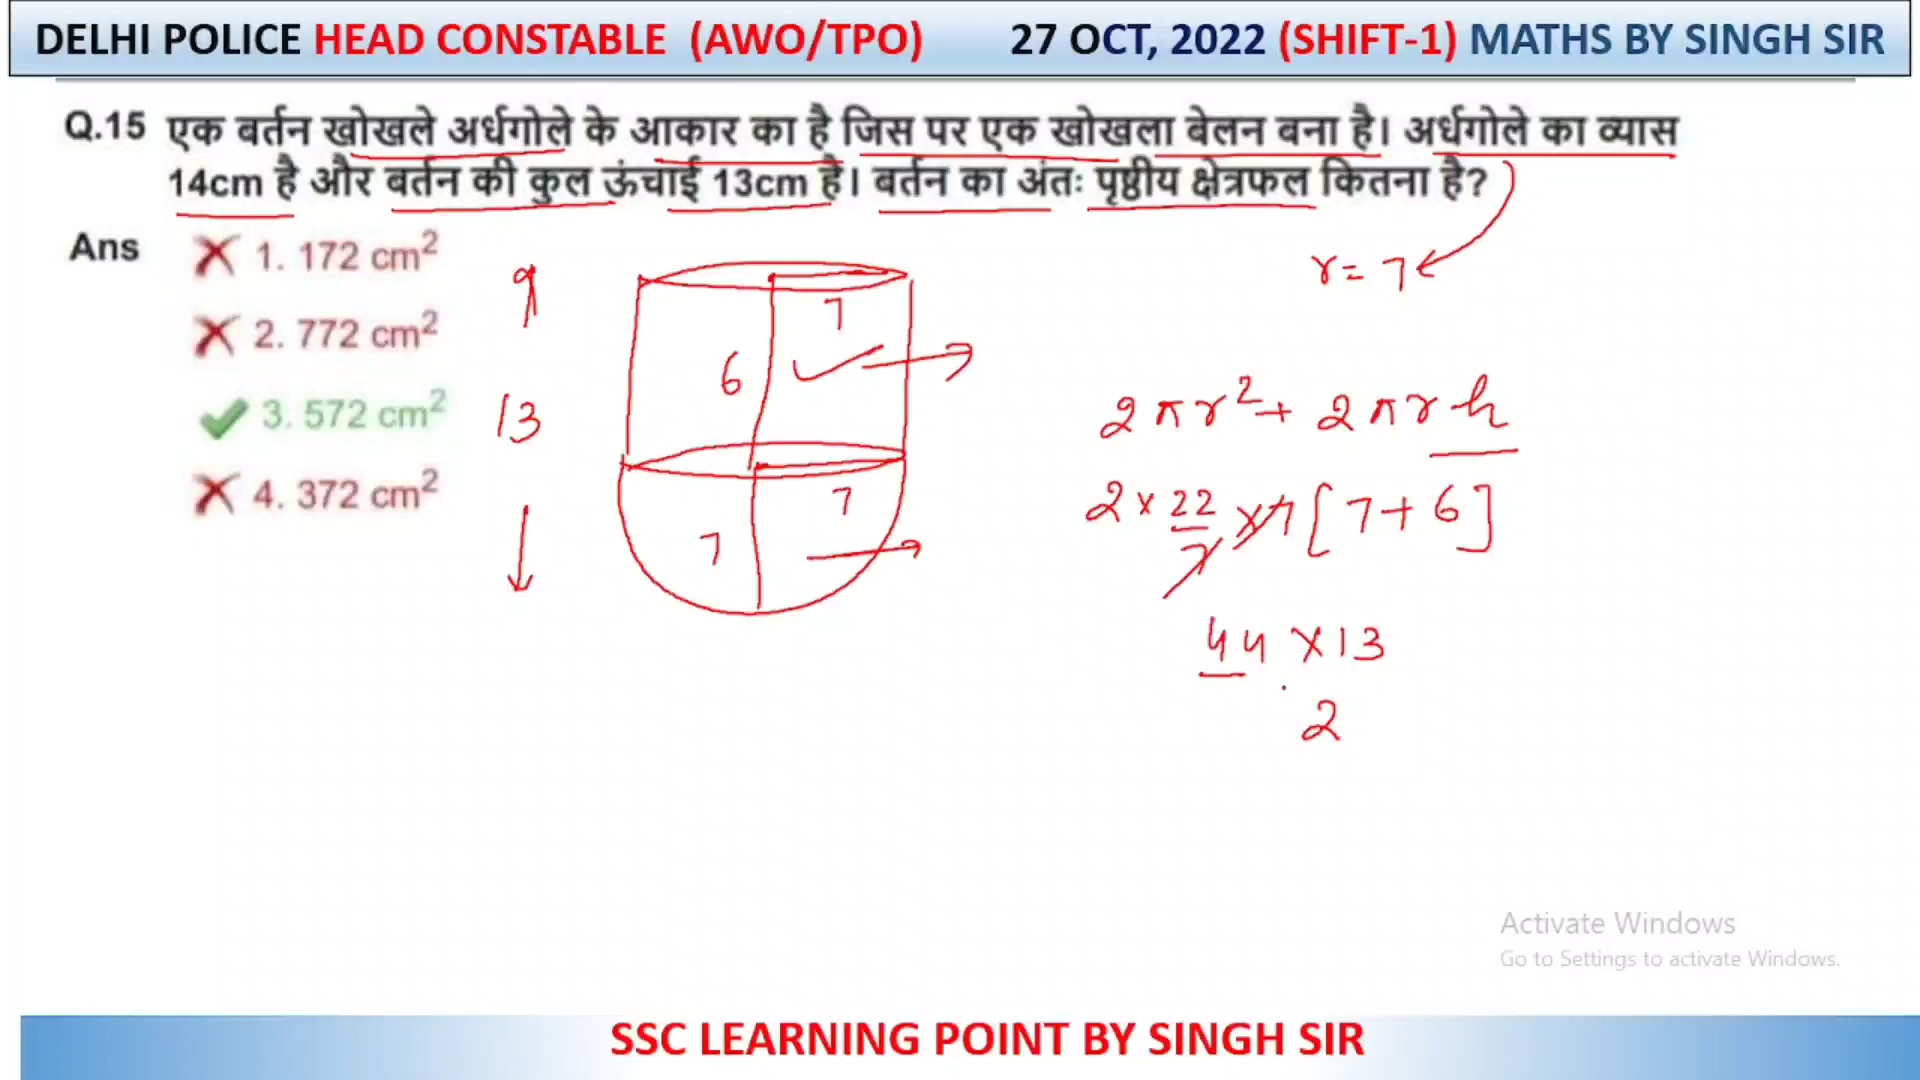 DELHI POLICE HEAD CONSTABLE (AWO/TPO) 27 OCT, 2022 (SHIFT-1) MATHS BY SINGH SIR
Q.15 एक बर्तन खोखले अर्धगोले के आकार का है जिस पर एक खोखला बेलन बना है। अर्धगोले का व्यास
14cm है और बर्तन की कुल ऊंचाई 13cm है। बर्तन का अंतः पृष्ठीय क्षेत्रफल कितना है?
Ans
1. 172 cm²
2. 772 cm²
3. 572 cm²
4. 372 cm²
r = 7
7
6
13
7
7
2πr² + 2πrh
2 × 22/7 × 7 [7 + 6]
44 × 13
2
Activate Windows
Go to Settings to activate Windows.
SSC LEARNING POINT BY SINGH SIR